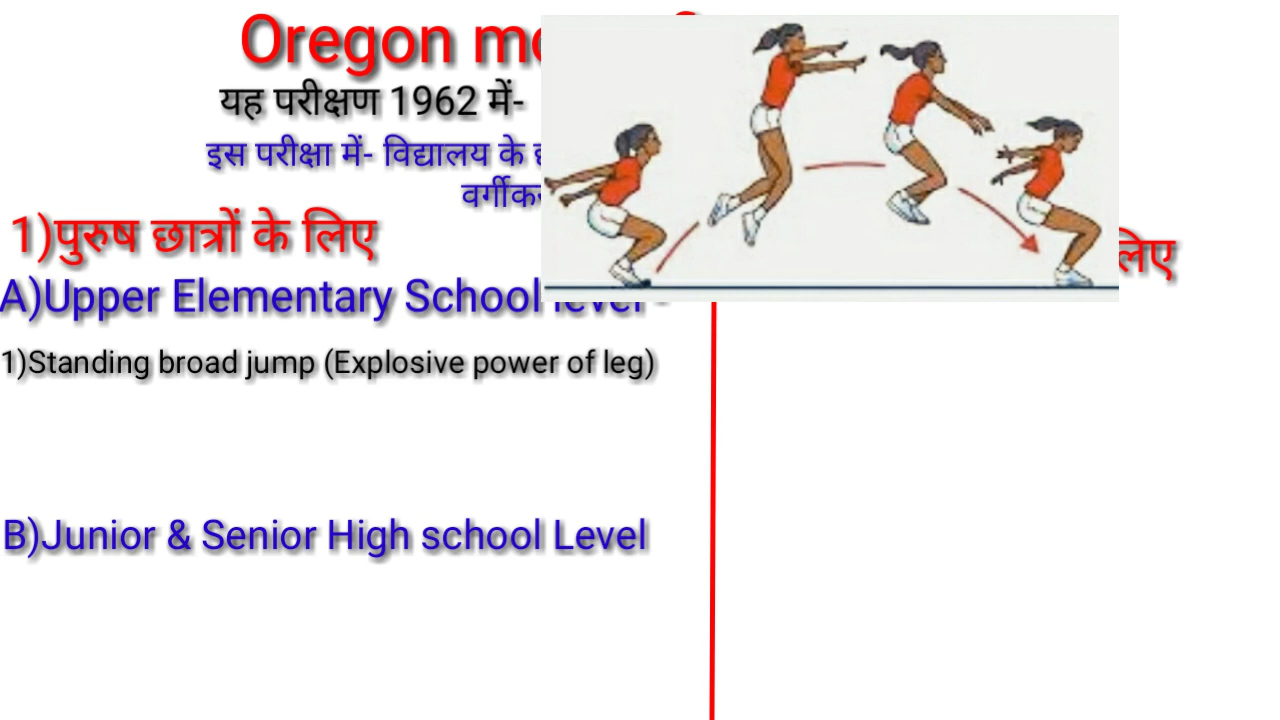 Oregon
यह परीक्षण 1962 में-
इस परीक्षा में- विद्यालय के
1)पुरुष छात्रों के लिए
लिए
A)Upper Elementary School level -
1)Standing broad jump (Explosive power of leg)
B)Junior & Senior High school Level